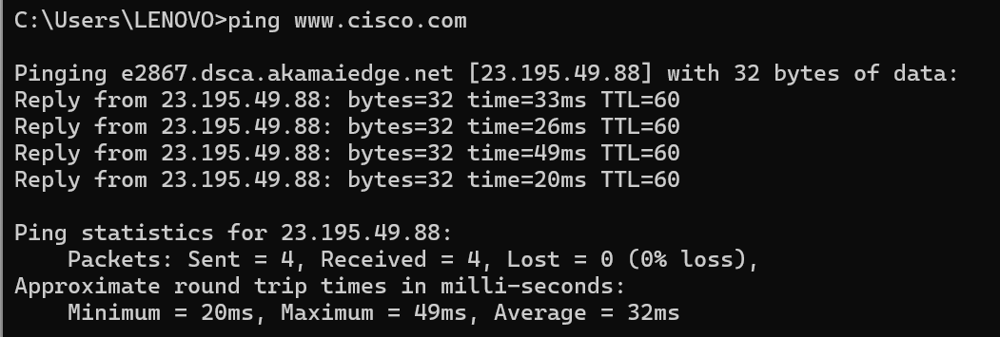 C:\Users\LENOVO>ping www.cisco.com
Pinging e2867.dsca.akamaiedge.net [23.195.49.88] with 32 bytes of data:
Reply from 23.195.49.88: bytes=32 time=33ms TTL=60
Reply from 23.195.49.88: bytes=32 time=26ms TTL=60
Reply from 23.195.49.88: bytes=32 time=49ms TTL=60
Reply from 23.195.49.88: bytes=32 time=20ms TTL=60
Ping statistics for 23.195.49.88:
Packets: Sent = 4, Received = 4, Lost = 0 (0% loss),
Approximate round trip times in milli-seconds:
Minimum = 20ms, Maximum = 49ms, Average = 32ms